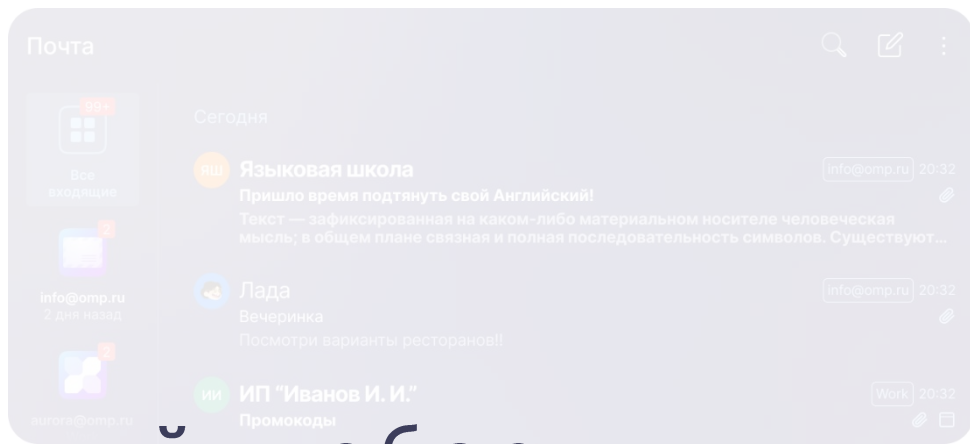 Почта
99+
Все
входящие
2
info@omp.ru
2 дня назад
2
aurora@omp.ru
Сегодня
ЯШ
Языковая школа
info@omp.ru 20:32
Пришло время подтянуть свой Английский!
Текст — зафиксированная на каком-либо материальном носителе человеческая
мысль; в общем плане связная и полная последовательность символов. Существуют...
Лада
info@omp.ru 20:32
Вечеринка
Посмотри варианты ресторанов!!
ИИ
ИП "Иванов И. И."
Work 20:32
Промокоды